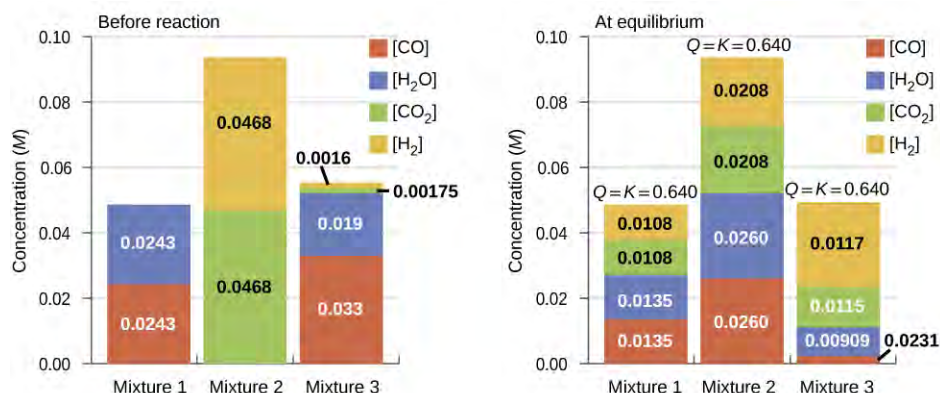 Before reaction
Concentration (M)
0.10
0.08
0.06
0.04
0.02
0.00
[CO]
[H2O]
[CO2]
[H2]
0.0243
0.0243
0.0468
0.0468
0.0016
0.00175
0.019
0.033
Mixture 1
Mixture 2
Mixture 3
At equilibrium
Concentration (M)
0.10
0.08
0.06
0.04
0.02
0.00
[CO]
[H2O]
[CO2]
[H2]
Q = K = 0.640
0.0108
0.0108
0.0135
0.0135
Q = K = 0.640
0.0208
0.0208
0.0260
0.0260
Q = K = 0.640
0.0117
0.0115
0.00909
0.0231
Mixture 1
Mixture 2
Mixture 3